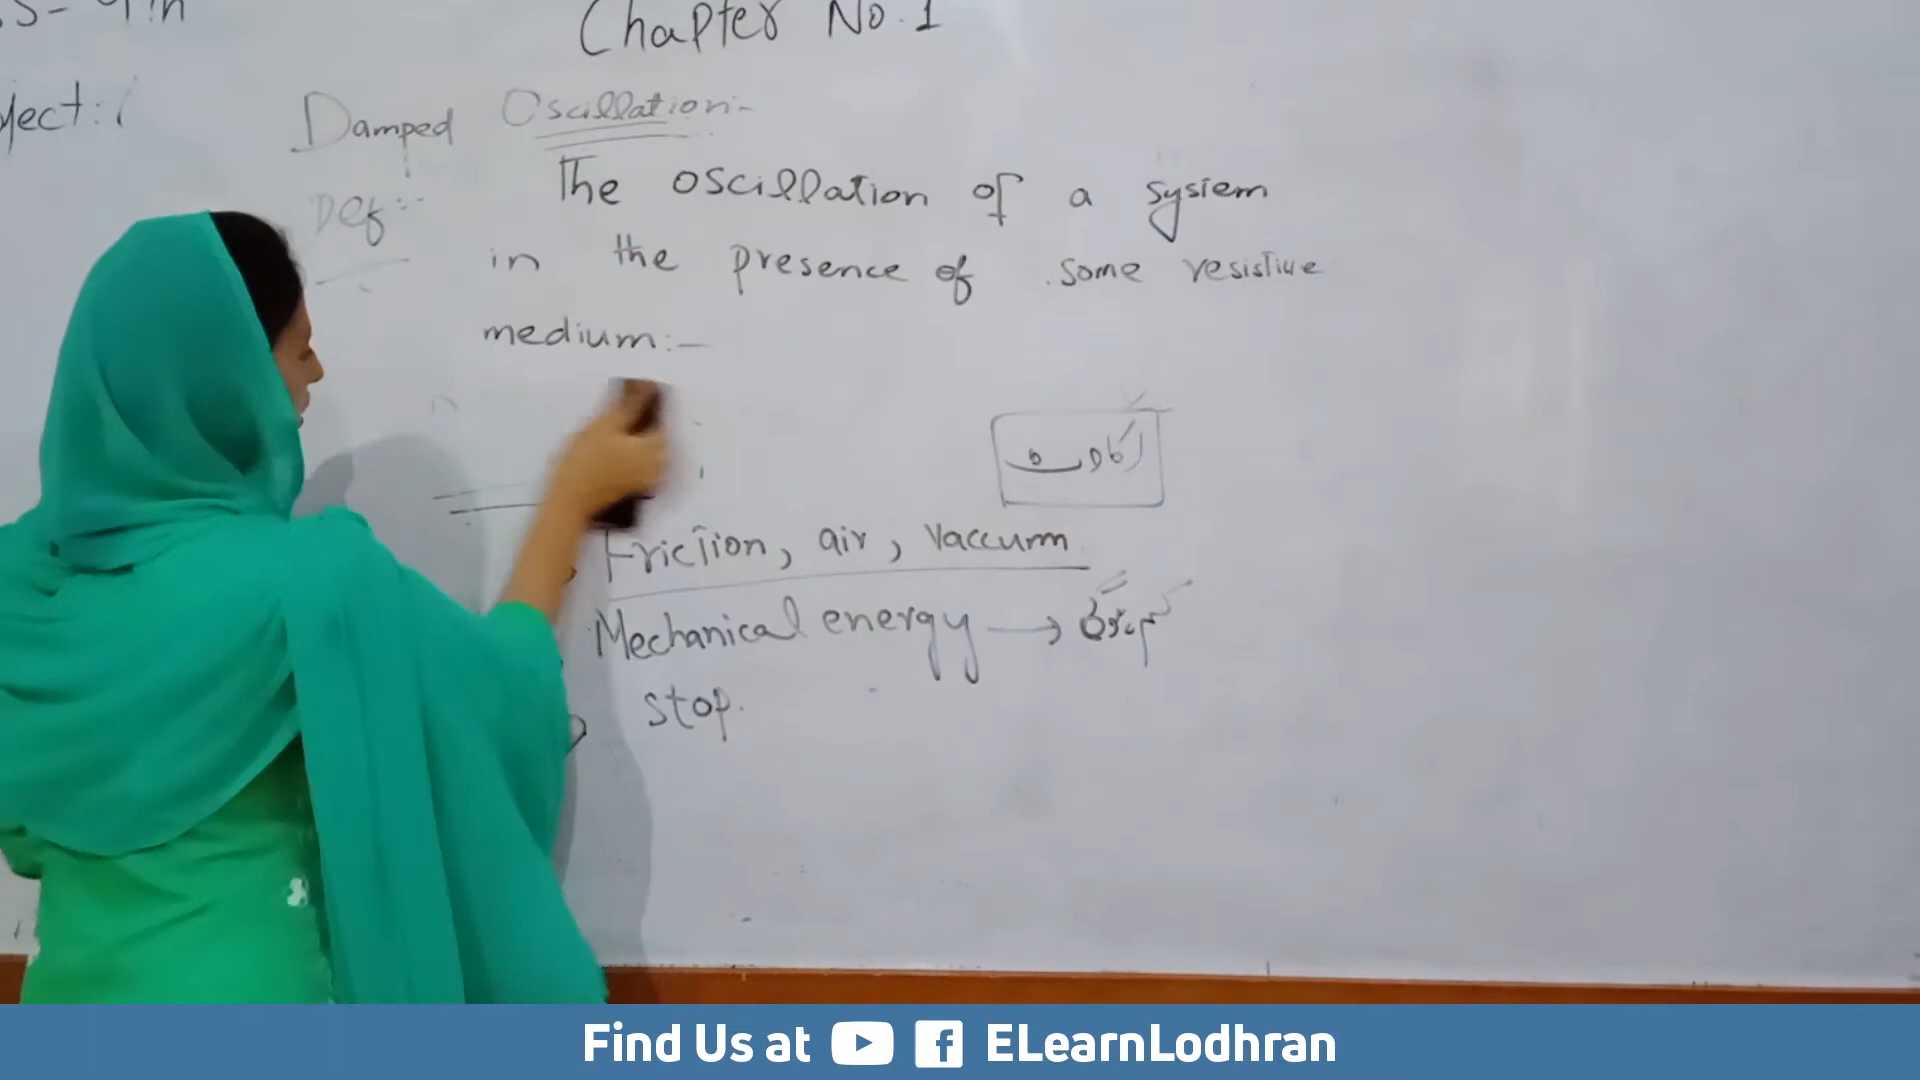 Chapter No. 1
Damped Oscillation:-
Def:-
The oscillation of a system
in the presence of some resistive
medium:-
رکاوٹ
Friction, air, vaccum
Mechanical energy →
stop.
Find Us at ELearnLodhran